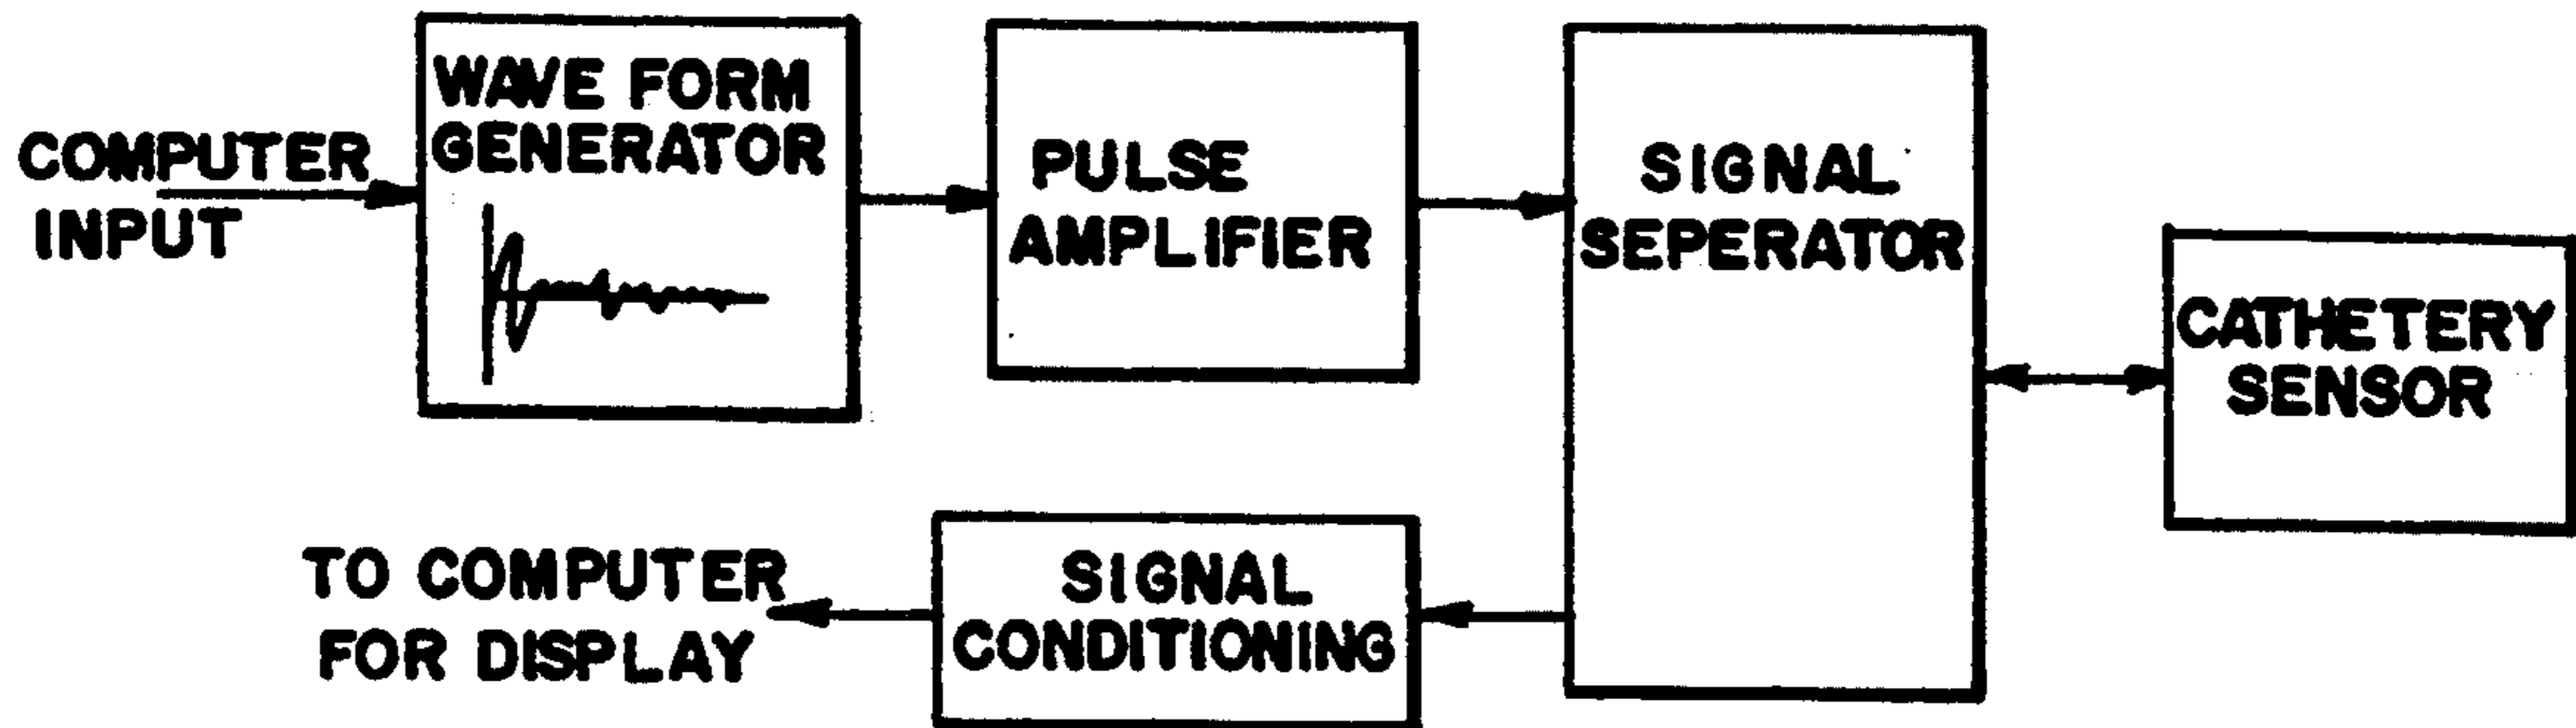 COMPUTER
INPUT
WAVE FORM
GENERATOR
PULSE
AMPLIFIER
SIGNAL
SEPERATOR
CATHETERY
SENSOR
SIGNAL
CONDITIONING
TO COMPUTER
FOR DISPLAY